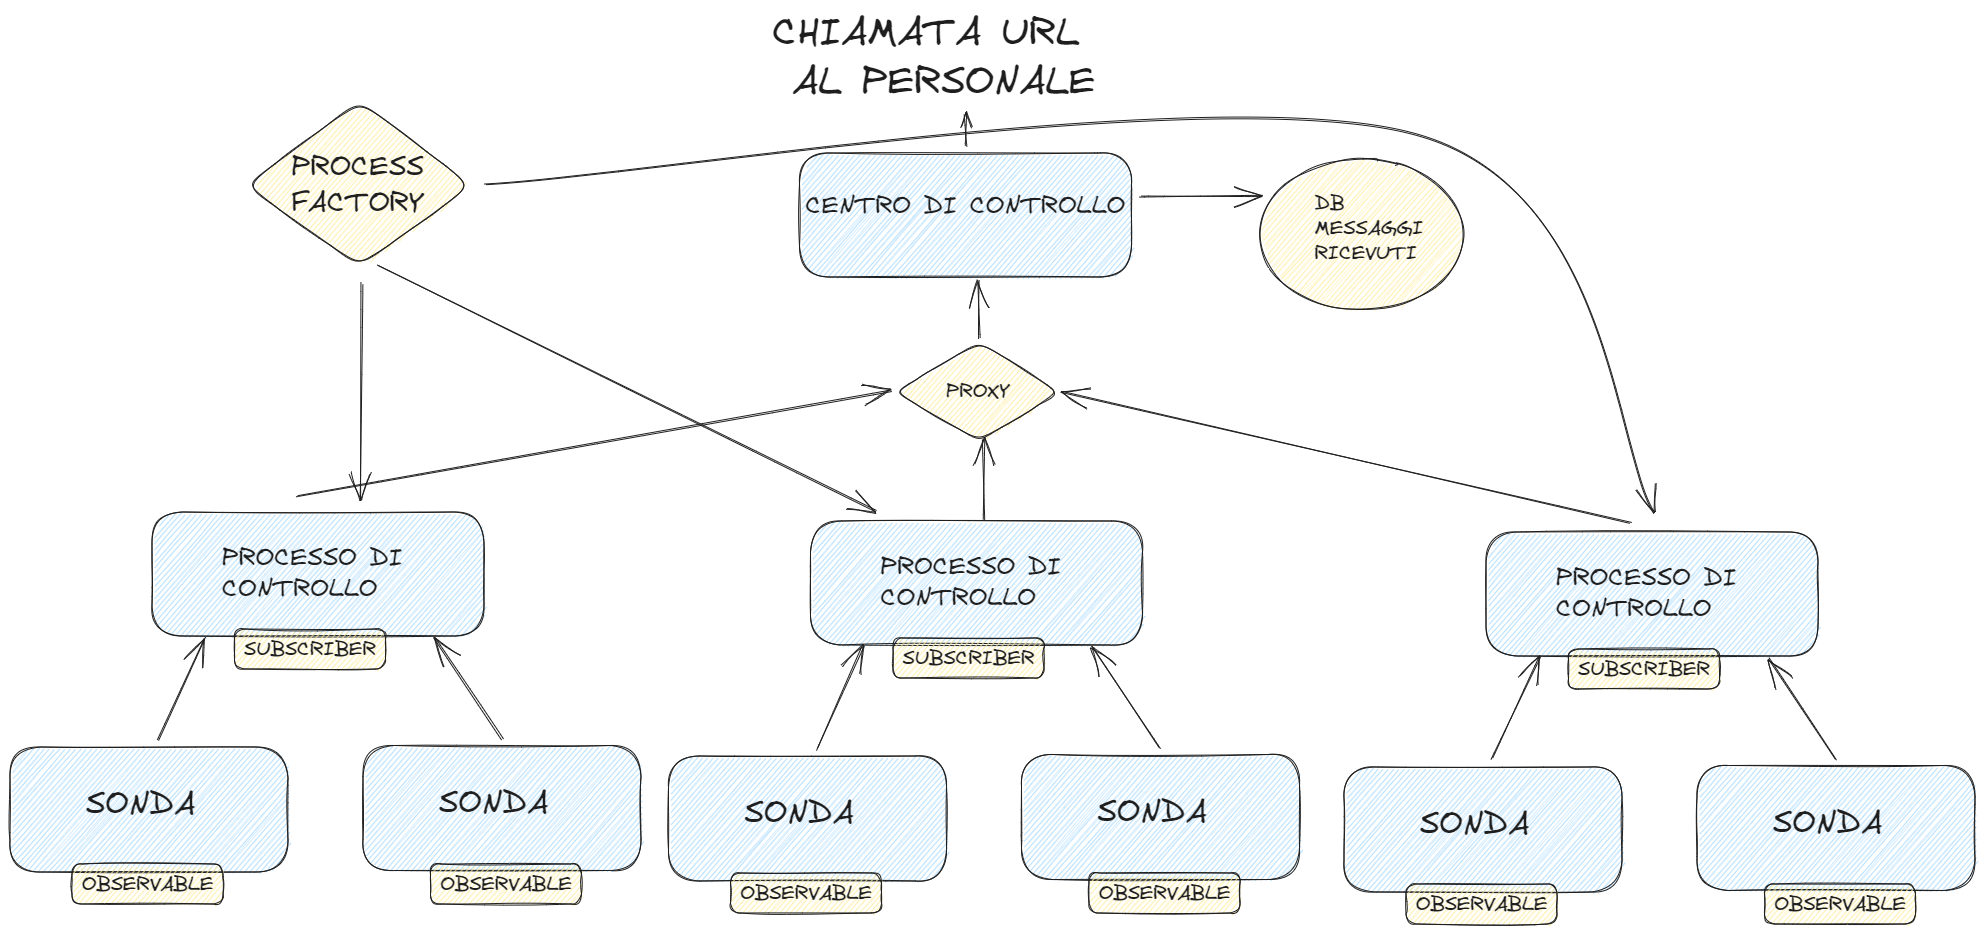 CHIAMATA URL
AL PERSONALE
PROCESS
FACTORY
CENTRO DI CONTROLLO
DB
MESSAGGI
RICEVUTI
PROXY
PROCESSO DI
CONTROLLO
SUBSCRIBER
PROCESSO DI
CONTROLLO
SUBSCRIBER
PROCESSO DI
CONTROLLO
SUBSCRIBER
SONDA
OBSERVABLE
SONDA
OBSERVABLE
SONDA
OBSERVABLE
SONDA
OBSERVABLE
SONDA
OBSERVABLE
SONDA
OBSERVABLE